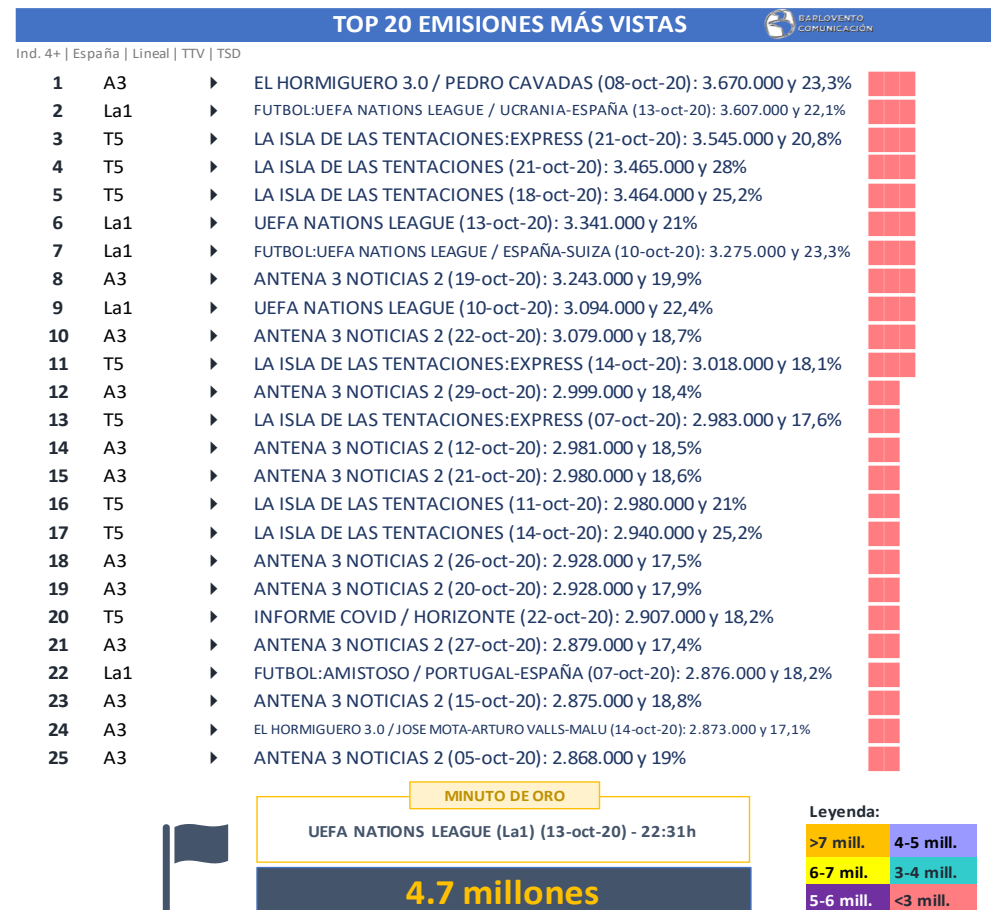 TOP 20 EMISIONES MÁS VISTAS
BARLOVENTO
COMUNICACIÓN
Ind. 4+ | España | Lineal | TTV | TSD
1 A3 EL HORMIGUERO 3.0 / PEDRO CAVADAS (08-oct-20): 3.670.000 y 23,3%
2 La1 FUTBOL:UEFA NATIONS LEAGUE / UCRANIA-ESPAÑA (13-oct-20): 3.607.000 y 22,1%
3 T5 LA ISLA DE LAS TENTACIONES:EXPRESS (21-oct-20): 3.545.000 y 20,8%
4 T5 LA ISLA DE LAS TENTACIONES (21-oct-20): 3.465.000 y 28%
5 T5 LA ISLA DE LAS TENTACIONES (18-oct-20): 3.464.000 y 25,2%
6 La1 UEFA NATIONS LEAGUE (13-oct-20): 3.341.000 y 21%
7 La1 FUTBOL:UEFA NATIONS LEAGUE / ESPAÑA-SUIZA (10-oct-20): 3.275.000 y 23,3%
8 A3 ANTENA 3 NOTICIAS 2 (19-oct-20): 3.243.000 y 19,9%
9 La1 UEFA NATIONS LEAGUE (10-oct-20): 3.094.000 y 22,4%
10 A3 ANTENA 3 NOTICIAS 2 (22-oct-20): 3.079.000 y 18,7%
11 T5 LA ISLA DE LAS TENTACIONES:EXPRESS (14-oct-20): 3.018.000 y 18,1%
12 A3 ANTENA 3 NOTICIAS 2 (29-oct-20): 2.999.000 y 18,4%
13 T5 LA ISLA DE LAS TENTACIONES:EXPRESS (07-oct-20): 2.983.000 y 17,6%
14 A3 ANTENA 3 NOTICIAS 2 (12-oct-20): 2.981.000 y 18,5%
15 A3 ANTENA 3 NOTICIAS 2 (21-oct-20): 2.980.000 y 18,6%
16 T5 LA ISLA DE LAS TENTACIONES (11-oct-20): 2.980.000 y 21%
17 T5 LA ISLA DE LAS TENTACIONES (14-oct-20): 2.940.000 y 25,2%
18 A3 ANTENA 3 NOTICIAS 2 (26-oct-20): 2.928.000 y 17,5%
19 A3 ANTENA 3 NOTICIAS 2 (20-oct-20): 2.928.000 y 17,9%
20 T5 INFORME COVID / HORIZONTE (22-oct-20): 2.907.000 y 18,2%
21 A3 ANTENA 3 NOTICIAS 2 (27-oct-20): 2.879.000 y 17,4%
22 La1 FUTBOL:AMISTOSO / PORTUGAL-ESPAÑA (07-oct-20): 2.876.000 y 18,2%
23 A3 ANTENA 3 NOTICIAS 2 (15-oct-20): 2.875.000 y 18,8%
24 A3 EL HORMIGUERO 3.0 / JOSE MOTA-ARTURO VALLS-MALU (14-oct-20): 2.873.000 y 17,1%
25 A3 ANTENA 3 NOTICIAS 2 (05-oct-20): 2.868.000 y 19%
MINUTO DE ORO
UEFA NATIONS LEAGUE (La1) (13-oct-20) - 22:31h
4.7 millones
Leyenda:
>7 mill. 4-5 mill.
6-7 mil. 3-4 mill.
5-6 mill. <3 mill.